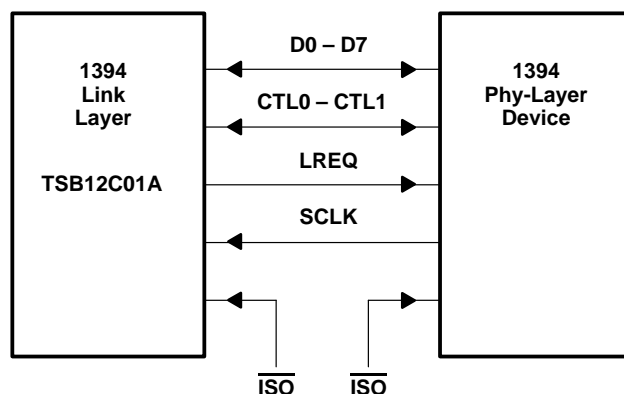 1394
Link
Layer
TSB12C01A
D0 – D7
CTL0 – CTL1
LREQ
SCLK
1394
Phy-Layer
Device
ISO
ISO